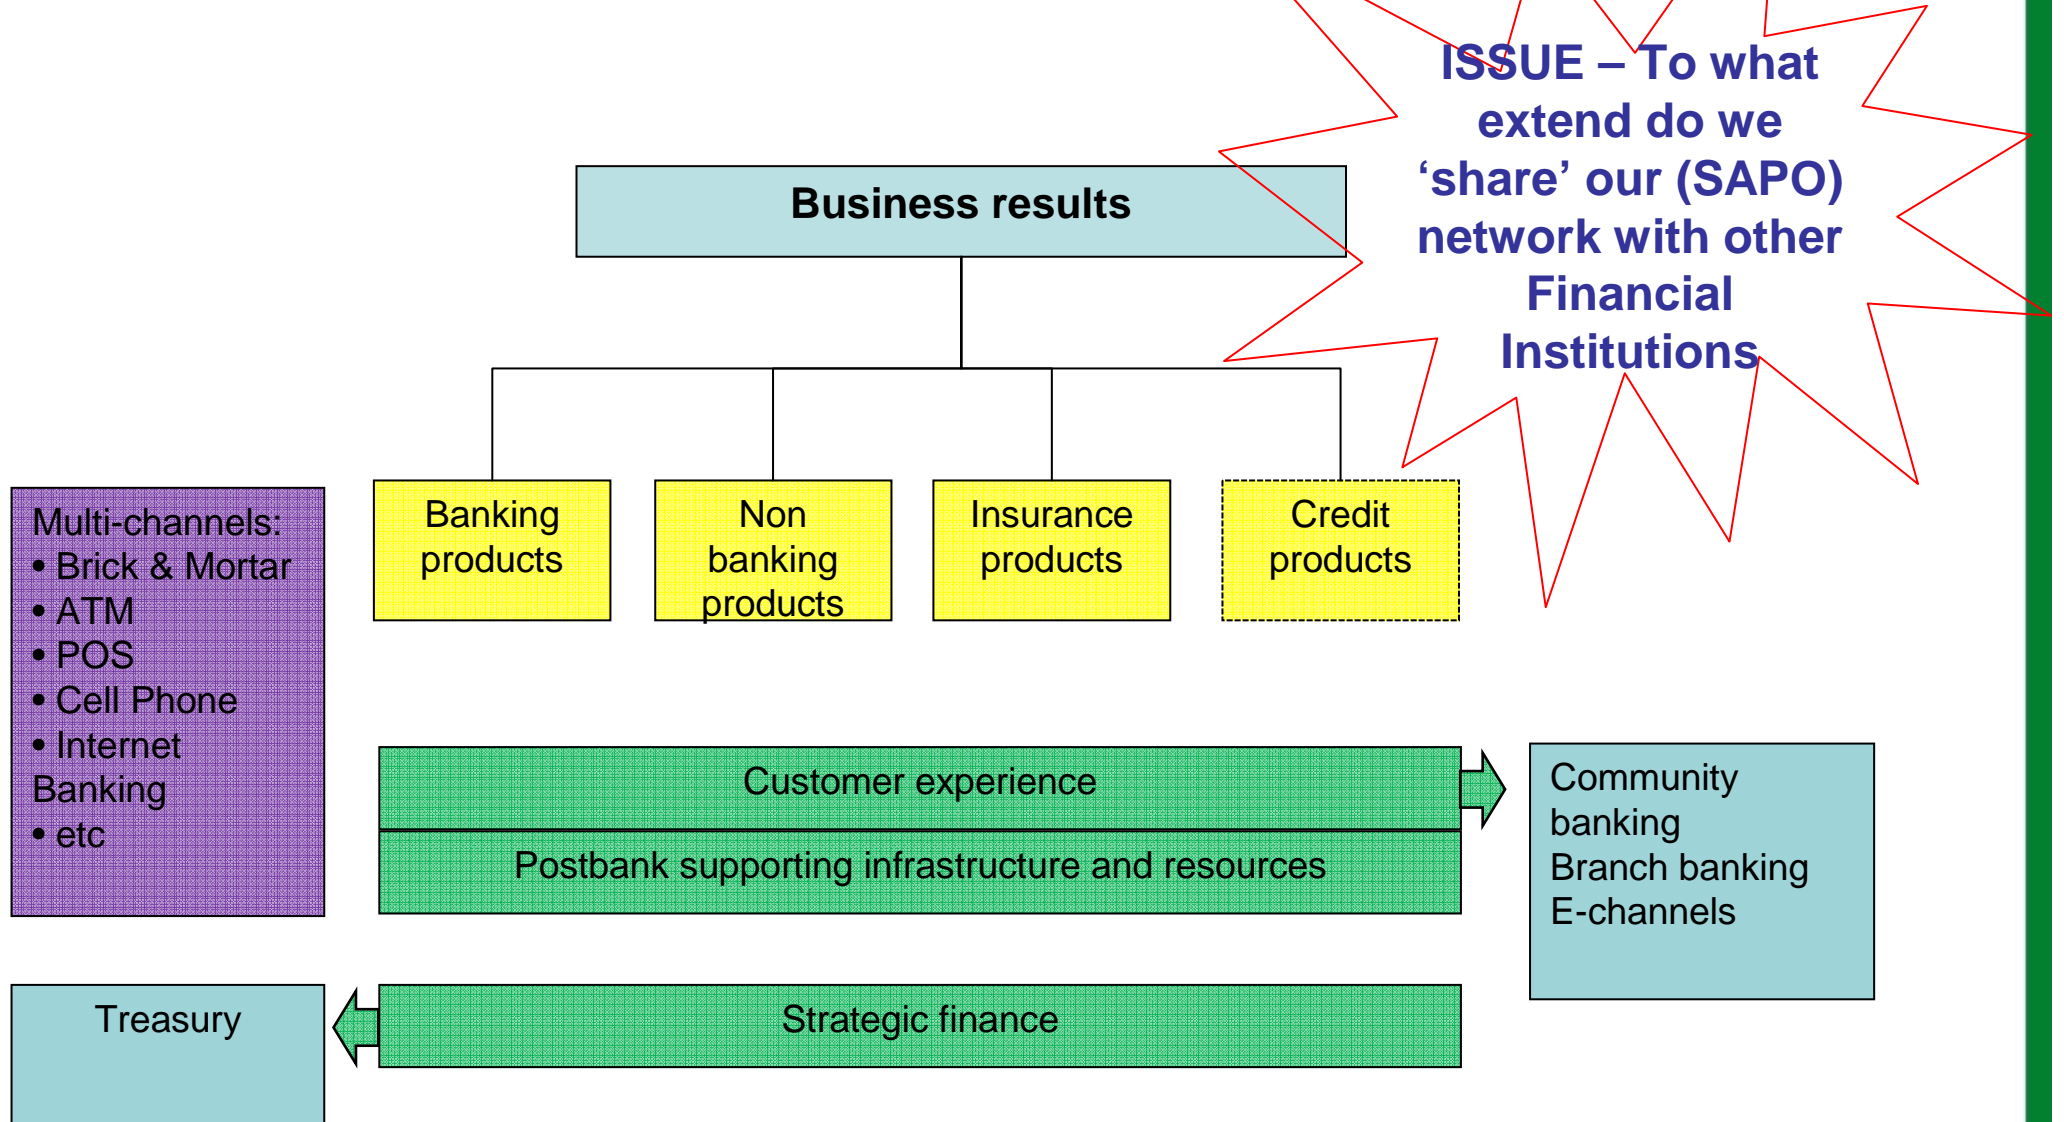 ISSUE – To what
extend do we
‘share’ our (SAPO)
network with other
Financial
Institutions
Business results
Banking
products
Non
banking
products
Insurance
products
Credit
products
Multi-channels:
• Brick & Mortar
• ATM
• POS
• Cell Phone
• Internet
Banking
• etc
Customer experience
Postbank supporting infrastructure and resources
Community
banking
Branch banking
E-channels
Treasury
Strategic finance